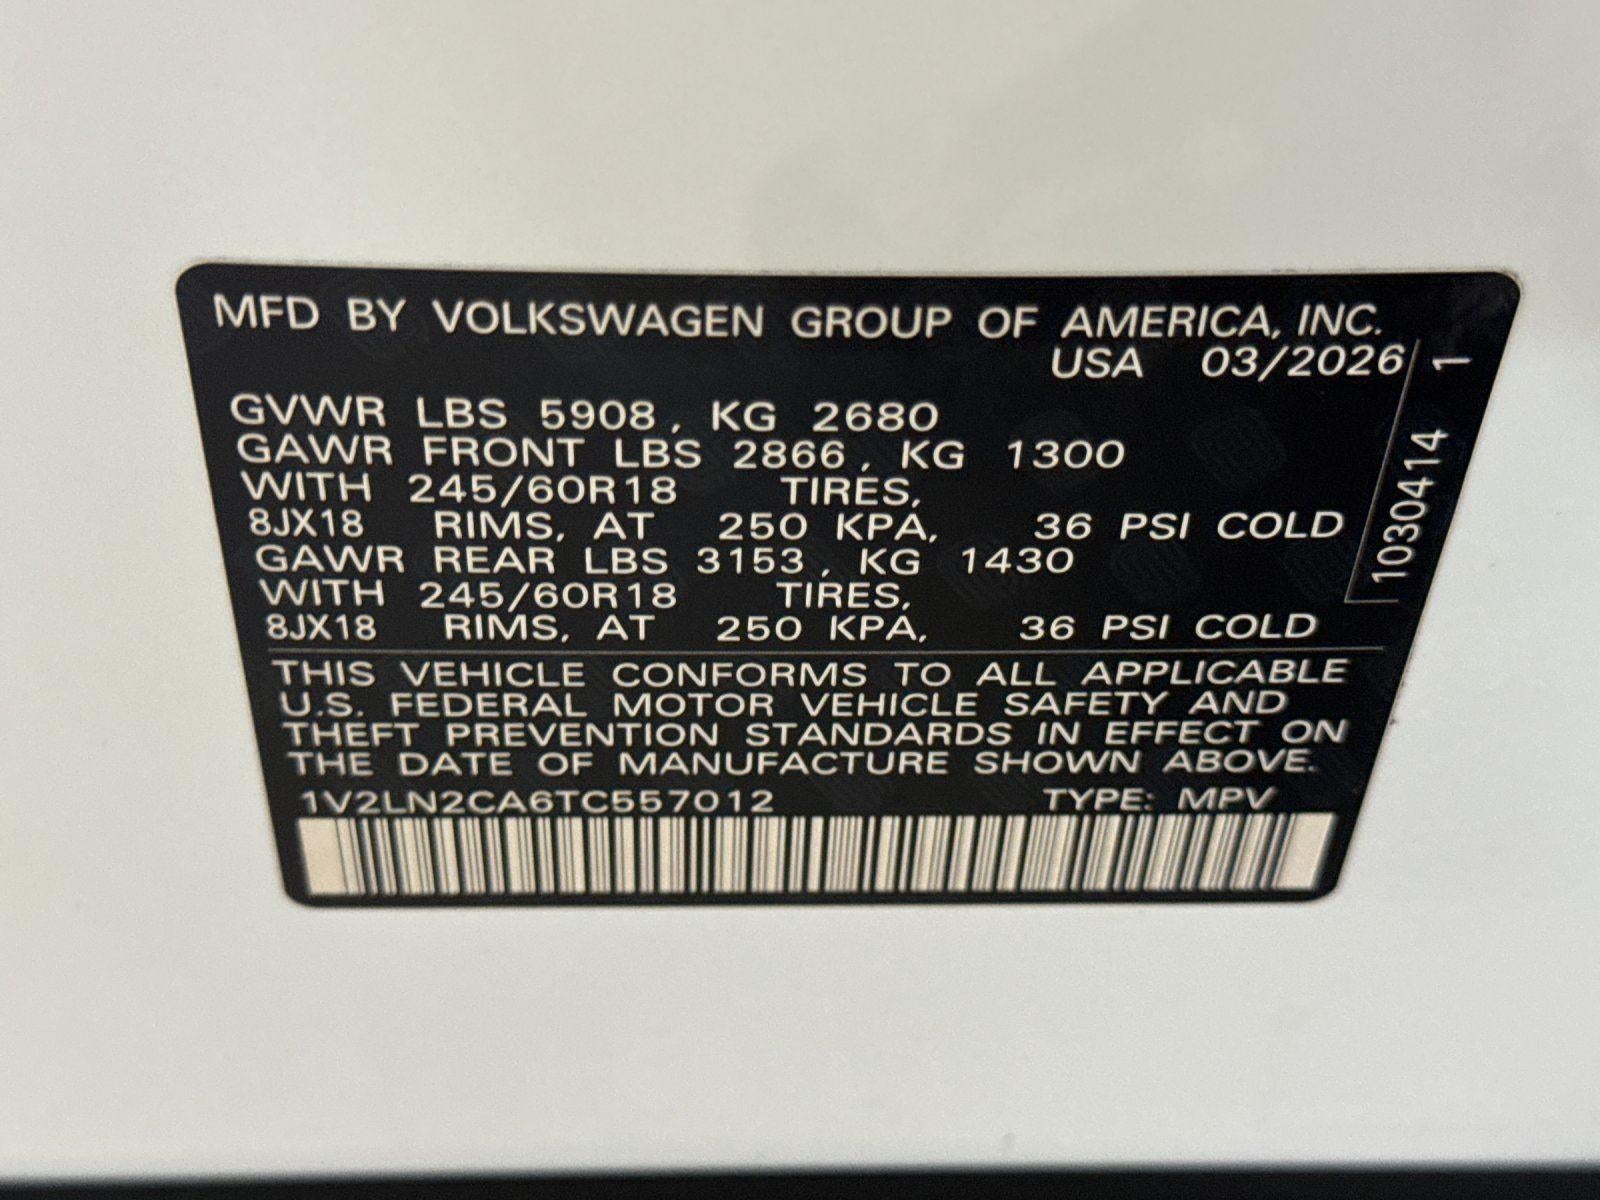 MFD BY VOLKSWAGEN GROUP OF AMERICA, INC.
USA 03/2026
GVWR LBS 5908, KG 2680
GAWR FRONT LBS 2866, KG 1300
WITH 245/60R18 TIRES,
8JX18 RIMS, AT 250 KPA, 36 PSI COLD
GAWR REAR LBS 3153, KG 1430
WITH 245/60R18 TIRES,
8JX18 RIMS, AT 250 KPA, 36 PSI COLD
THIS VEHICLE CONFORMS TO ALL APPLICABLE
U.S. FEDERAL MOTOR VEHICLE SAFETY AND
THEFT PREVENTION STANDARDS IN EFFECT ON
THE DATE OF MANUFACTURE SHOWN ABOVE.
1V2LN2CA6TC557012 TYPE: MPV
1030414 1